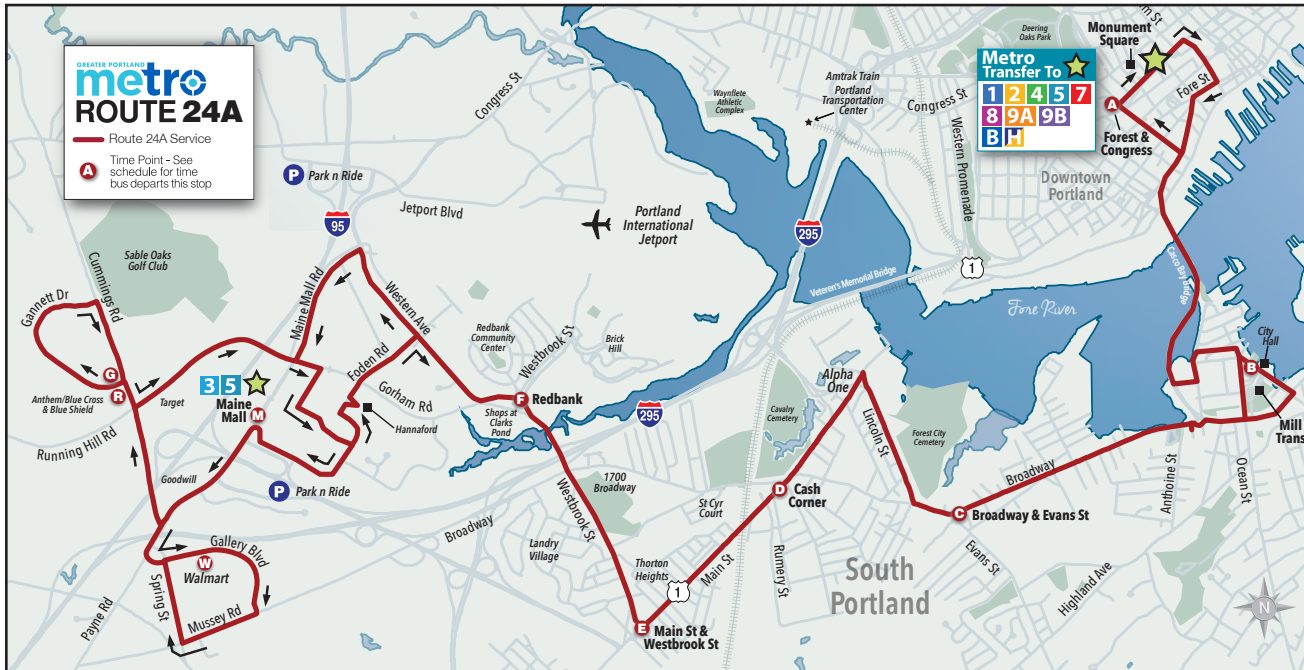 GREATER PORTLAND
metro
ROUTE 24A
Route 24A Service
A
Time Point - See
schedule for time
bus departs this stop
P
Park n Ride
95
Jetport Blvd
Congress St
Portland
International
Jetport
Waynflete
Athletic
Complex
Amtrak Train
Portland
Transportation
Center
295
Congress St
Western Promenade
Deering
Oaks Park
Monument
Square
Metro
Transfer To
1 2 4 5 7
8 9A 9B
B H
A
Forest &
Congress
Fore St
Downtown
Portland
1
Veteran's Memorial Bridge
Fore River
Casco Bay Bridge
City
Hall
B
Mill
Trans
Sable Oaks
Golf Club
Gannett Dr
Cummings Rd
G
R
Anthem/Blue Cross
& Blue Shield
Running Hill Rd
Target
3 5
Maine
Mall
M
Maine Mall Rd
Western Ave
Foden Rd
Gorham Rd
Hannaford
Goodwill
P
Park n Ride
Redbank
Community
Center
Westbrook St
Brick
Hill
F
Redbank
Shops at
Clarks
Pond
295
Westbrook St
1700
Broadway
Broadway
Landry
Village
Thorton
Heights
St Cyr
Court
Main St
1
E
Main St &
Westbrook St
Calvary
Cemetery
Alpha
One
D
Cash
Corner
Rumery St
Lincoln St
Forest City
Cemetery
C
Broadway & Evans St
Broadway
Evans St
Highland Ave
Anthoine St
Ocean St
South
Portland
W
Walmart
Gallery Blvd
Spring St
Mussey Rd
Payne Rd
N